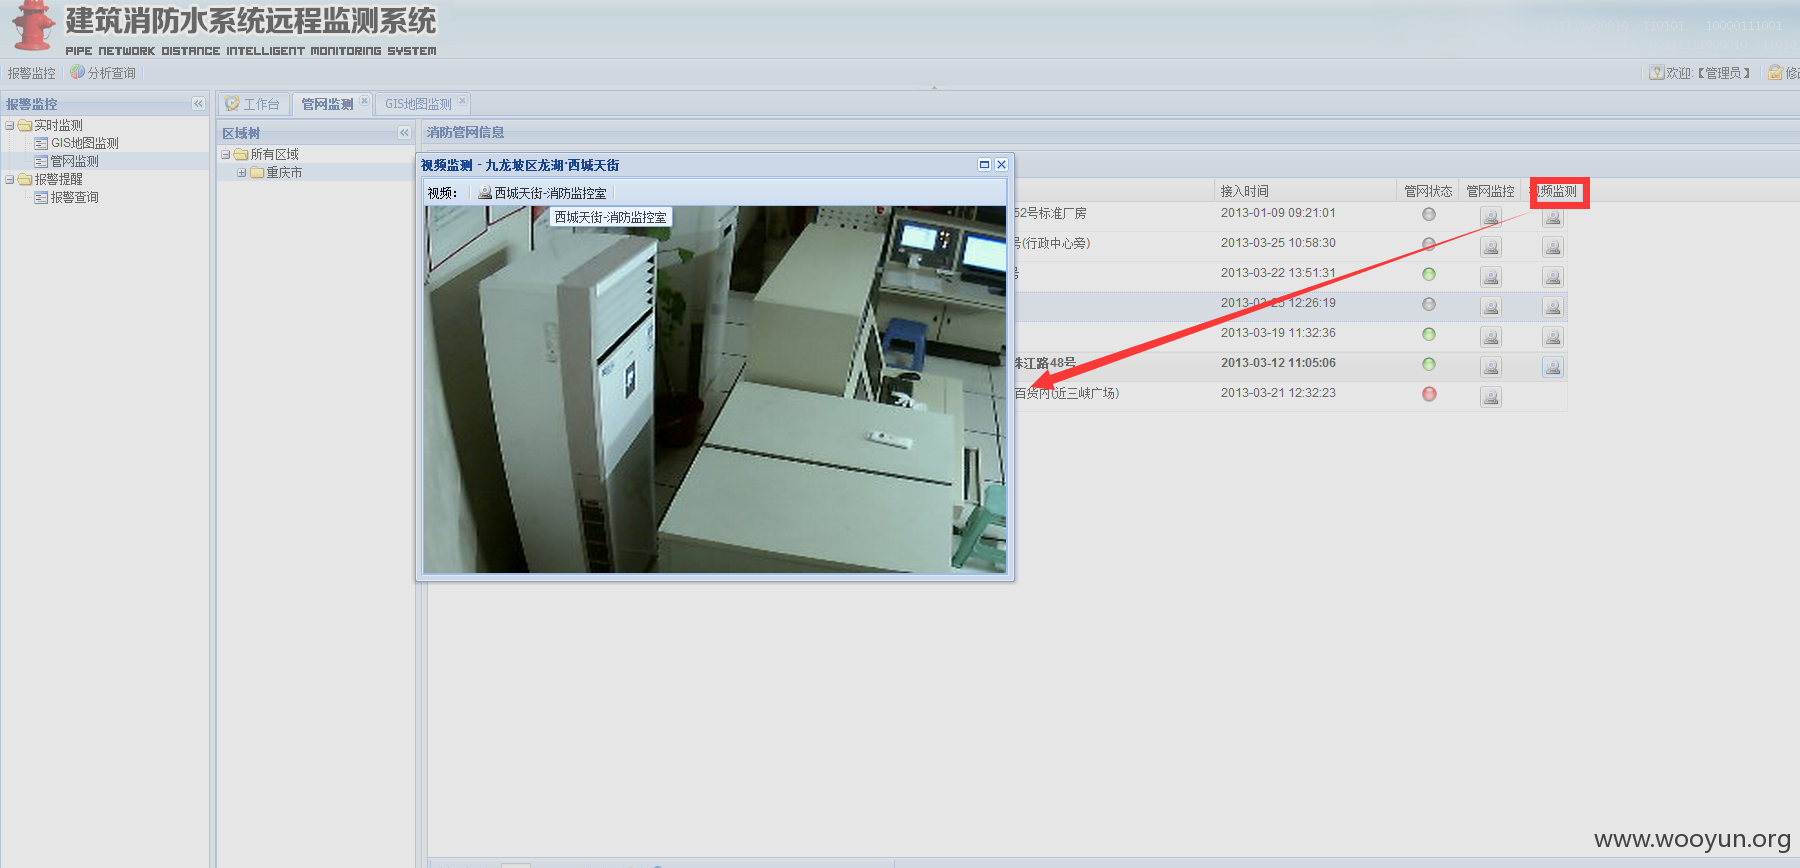 建筑消防水系统远程监测系统
PIPE NETWORK DISTANCE INTELLIGENT MONITORING SYSTEM
报警监控 分析查询
欢迎:【管理员】
报警监控
实时监测
GIS地图监测
管网监测
报警提醒
报警查询
工作台 管网监测 GIS地图监测
区域树
所有区域
重庆市
消防管网信息
视频监测 - 九龙坡区龙湖·西城天街
视频: 西城天街-消防监控室
西城天街-消防监控室
接入时间 管网状态 管网监控 视频监测
52号标准厂房 2013-01-09 09:21:01
号(行政中心旁) 2013-03-25 10:58:30
号 2013-03-22 13:51:31
2013-03-25 12:26:19
2013-03-19 11:32:36
珠江路48号 2013-03-12 11:05:06
百货内(近三峡广场) 2013-03-21 12:32:23
www.wooyun.org